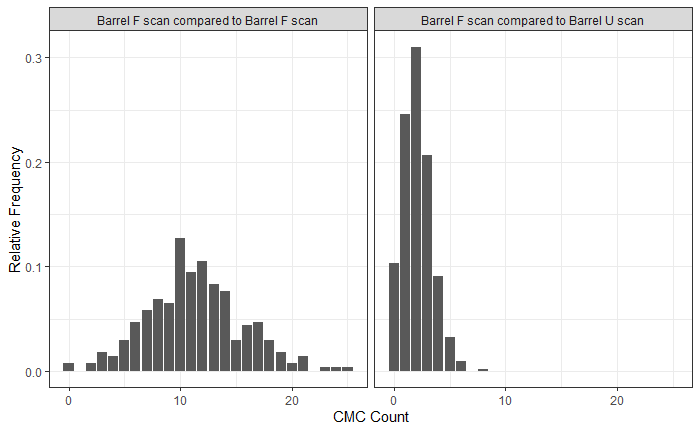 Barrel F scan compared to Barrel F scan
Barrel F scan compared to Barrel U scan
Relative Frequency
0.3
0.2
0.1
0.0
0 10 20
0 10 20
CMC Count